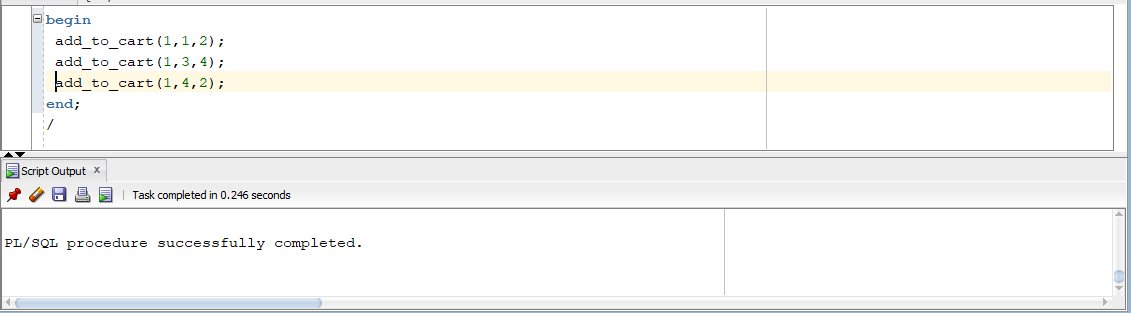 begin
add_to_cart(1,1,2);
add_to_cart(1,3,4);
add_to_cart(1,4,2);
end;
/
Script Output x
Task completed in 0.246 seconds
PL/SQL procedure successfully completed.